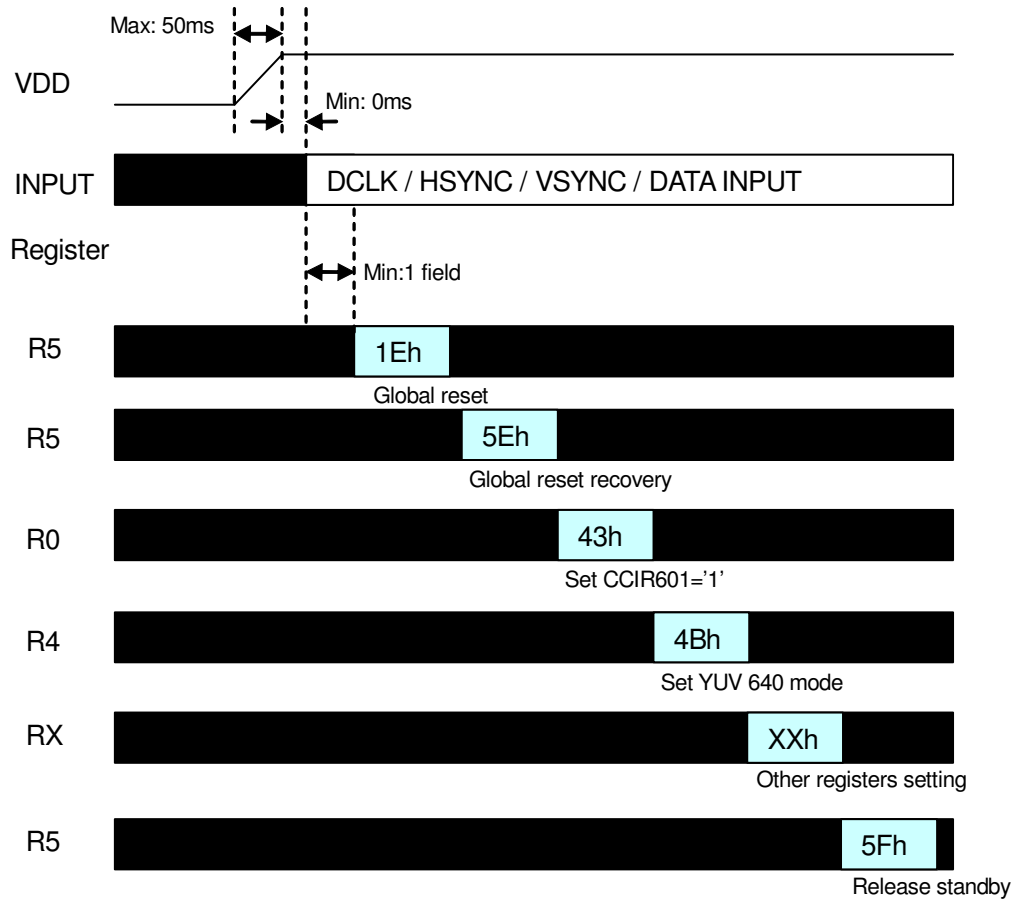 Max: 50ms
VDD
Min: 0ms
INPUT
DCLK / HSYNC / VSYNC / DATA INPUT
Register
Min:1 field
R5
1Eh
Global reset
R5
5Eh
Global reset recovery
R0
43h
Set CCIR601='1'
R4
4Bh
Set YUV 640 mode
RX
XXh
Other registers setting
R5
5Fh
Release standby